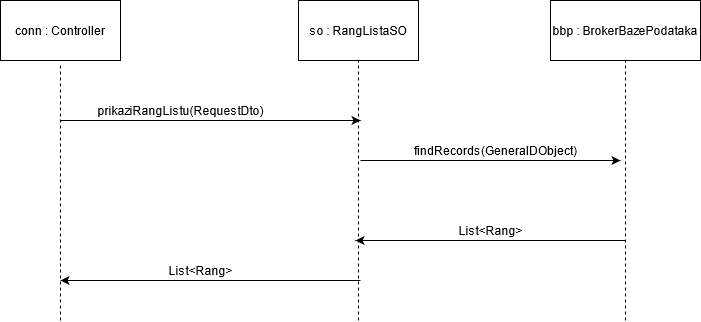 conn : Controller
so : RangListaSO
bbp : BrokerBazePodataka
prikaziRangListu(RequestDto)
findRecords(GeneralDObject)
List<Rang>
List<Rang>